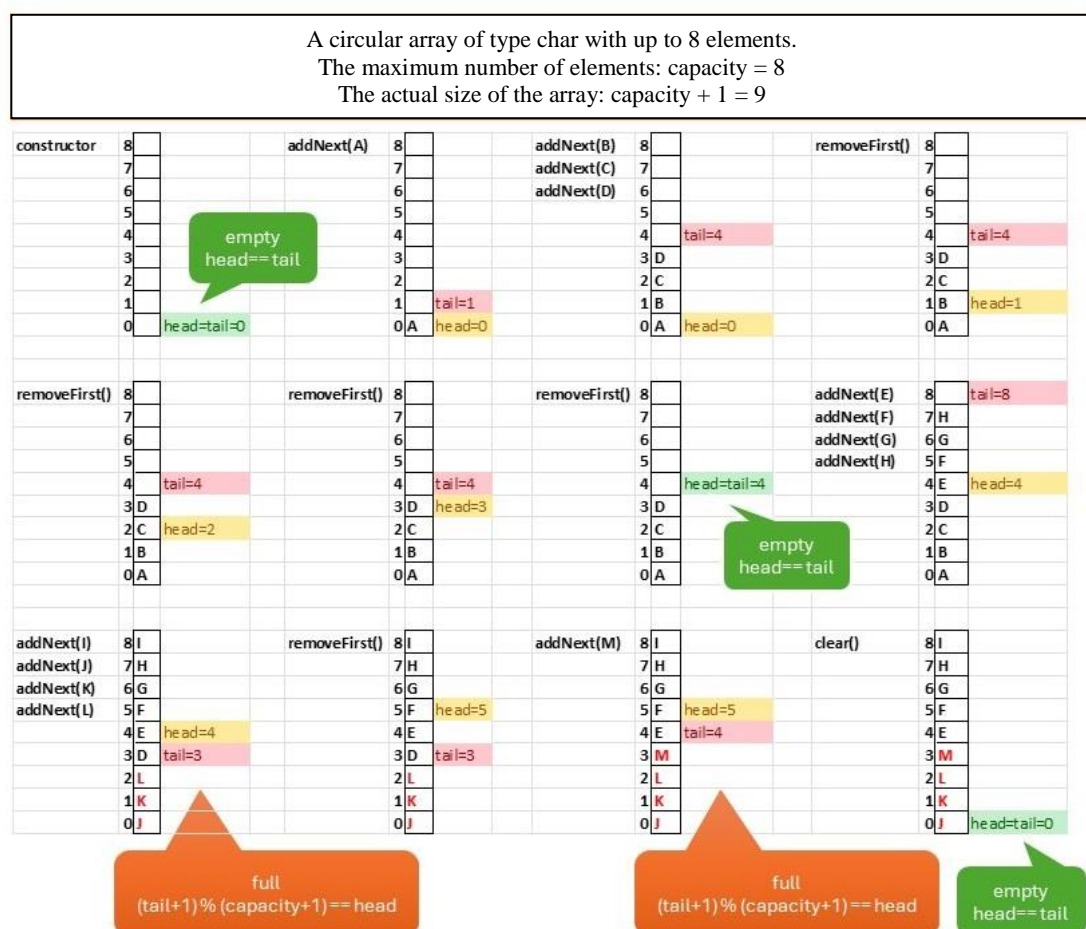 A circular array of type char with up to 8 elements.
The maximum number of elements: capacity = 8
The actual size of the array: capacity + 1 = 9
constructor 8 addNext(A) 8 addNext(B) 8 removeFirst() 8
7 7 addNext(C) 7 7
6 6 addNext(D) 6 6
5 5 5 5
4 4 4 tail=4 4 tail=4
3 3 3 D 3 D
2 2 2 C 2 C
1 1 tail=1 1 B 1 B head=1
0 head=tail=0 0 A head=0 0 A head=0 0 A
empty
head==tail
removeFirst() 8 removeFirst() 8 removeFirst() 8 addNext(E) 8 tail=8
7 7 7 addNext(F) 7 H
6 6 6 addNext(G) 6 G
5 5 5 addNext(H) 5 F
4 tail=4 4 tail=4 4 head=tail=4 4 E head=4
3 D 3 D head=3 3 D 3 D
2 C head=2 2 C 2 C 2 C
1 B 1 B 1 B 1 B
0 A 0 A 0 A 0 A
empty
head==tail
addNext(I) 8 I removeFirst() 8 I addNext(M) 8 I clear() 8 I
addNext(J) 7 H 7 H 7 H 7 H
addNext(K) 6 G 6 G 6 G 6 G
addNext(L) 5 F 5 F head=5 5 F head=5 5 F
4 E head=4 4 E 4 E tail=4 4 E
3 D tail=3 3 D tail=3 3 M 3 M
2 L 2 L 2 L 2 L
1 K 1 K 1 K 1 K
0 J 0 J 0 J 0 J head=tail=0
full
(tail+1)%(capacity+1)==head
full
(tail+1)%(capacity+1)==head
empty
head==tail